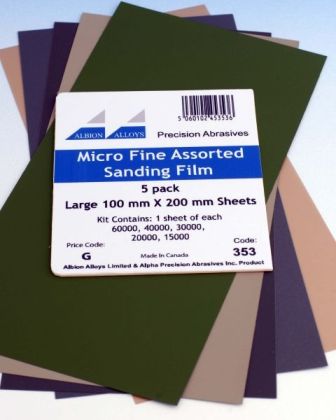 5 060102 453536
ALBION ALLOYS
Precision Abrasives
Micro Fine Assorted
Sanding Film
5 pack
Large 100 mm X 200 mm Sheets
Kit Contains: 1 sheet of each
60000, 40000, 30000,
20000, 15000
Price Code:
G
Made In Canada
Code:
353
Albion Alloys Limited & Alpha Precision Abrasives Inc. Product